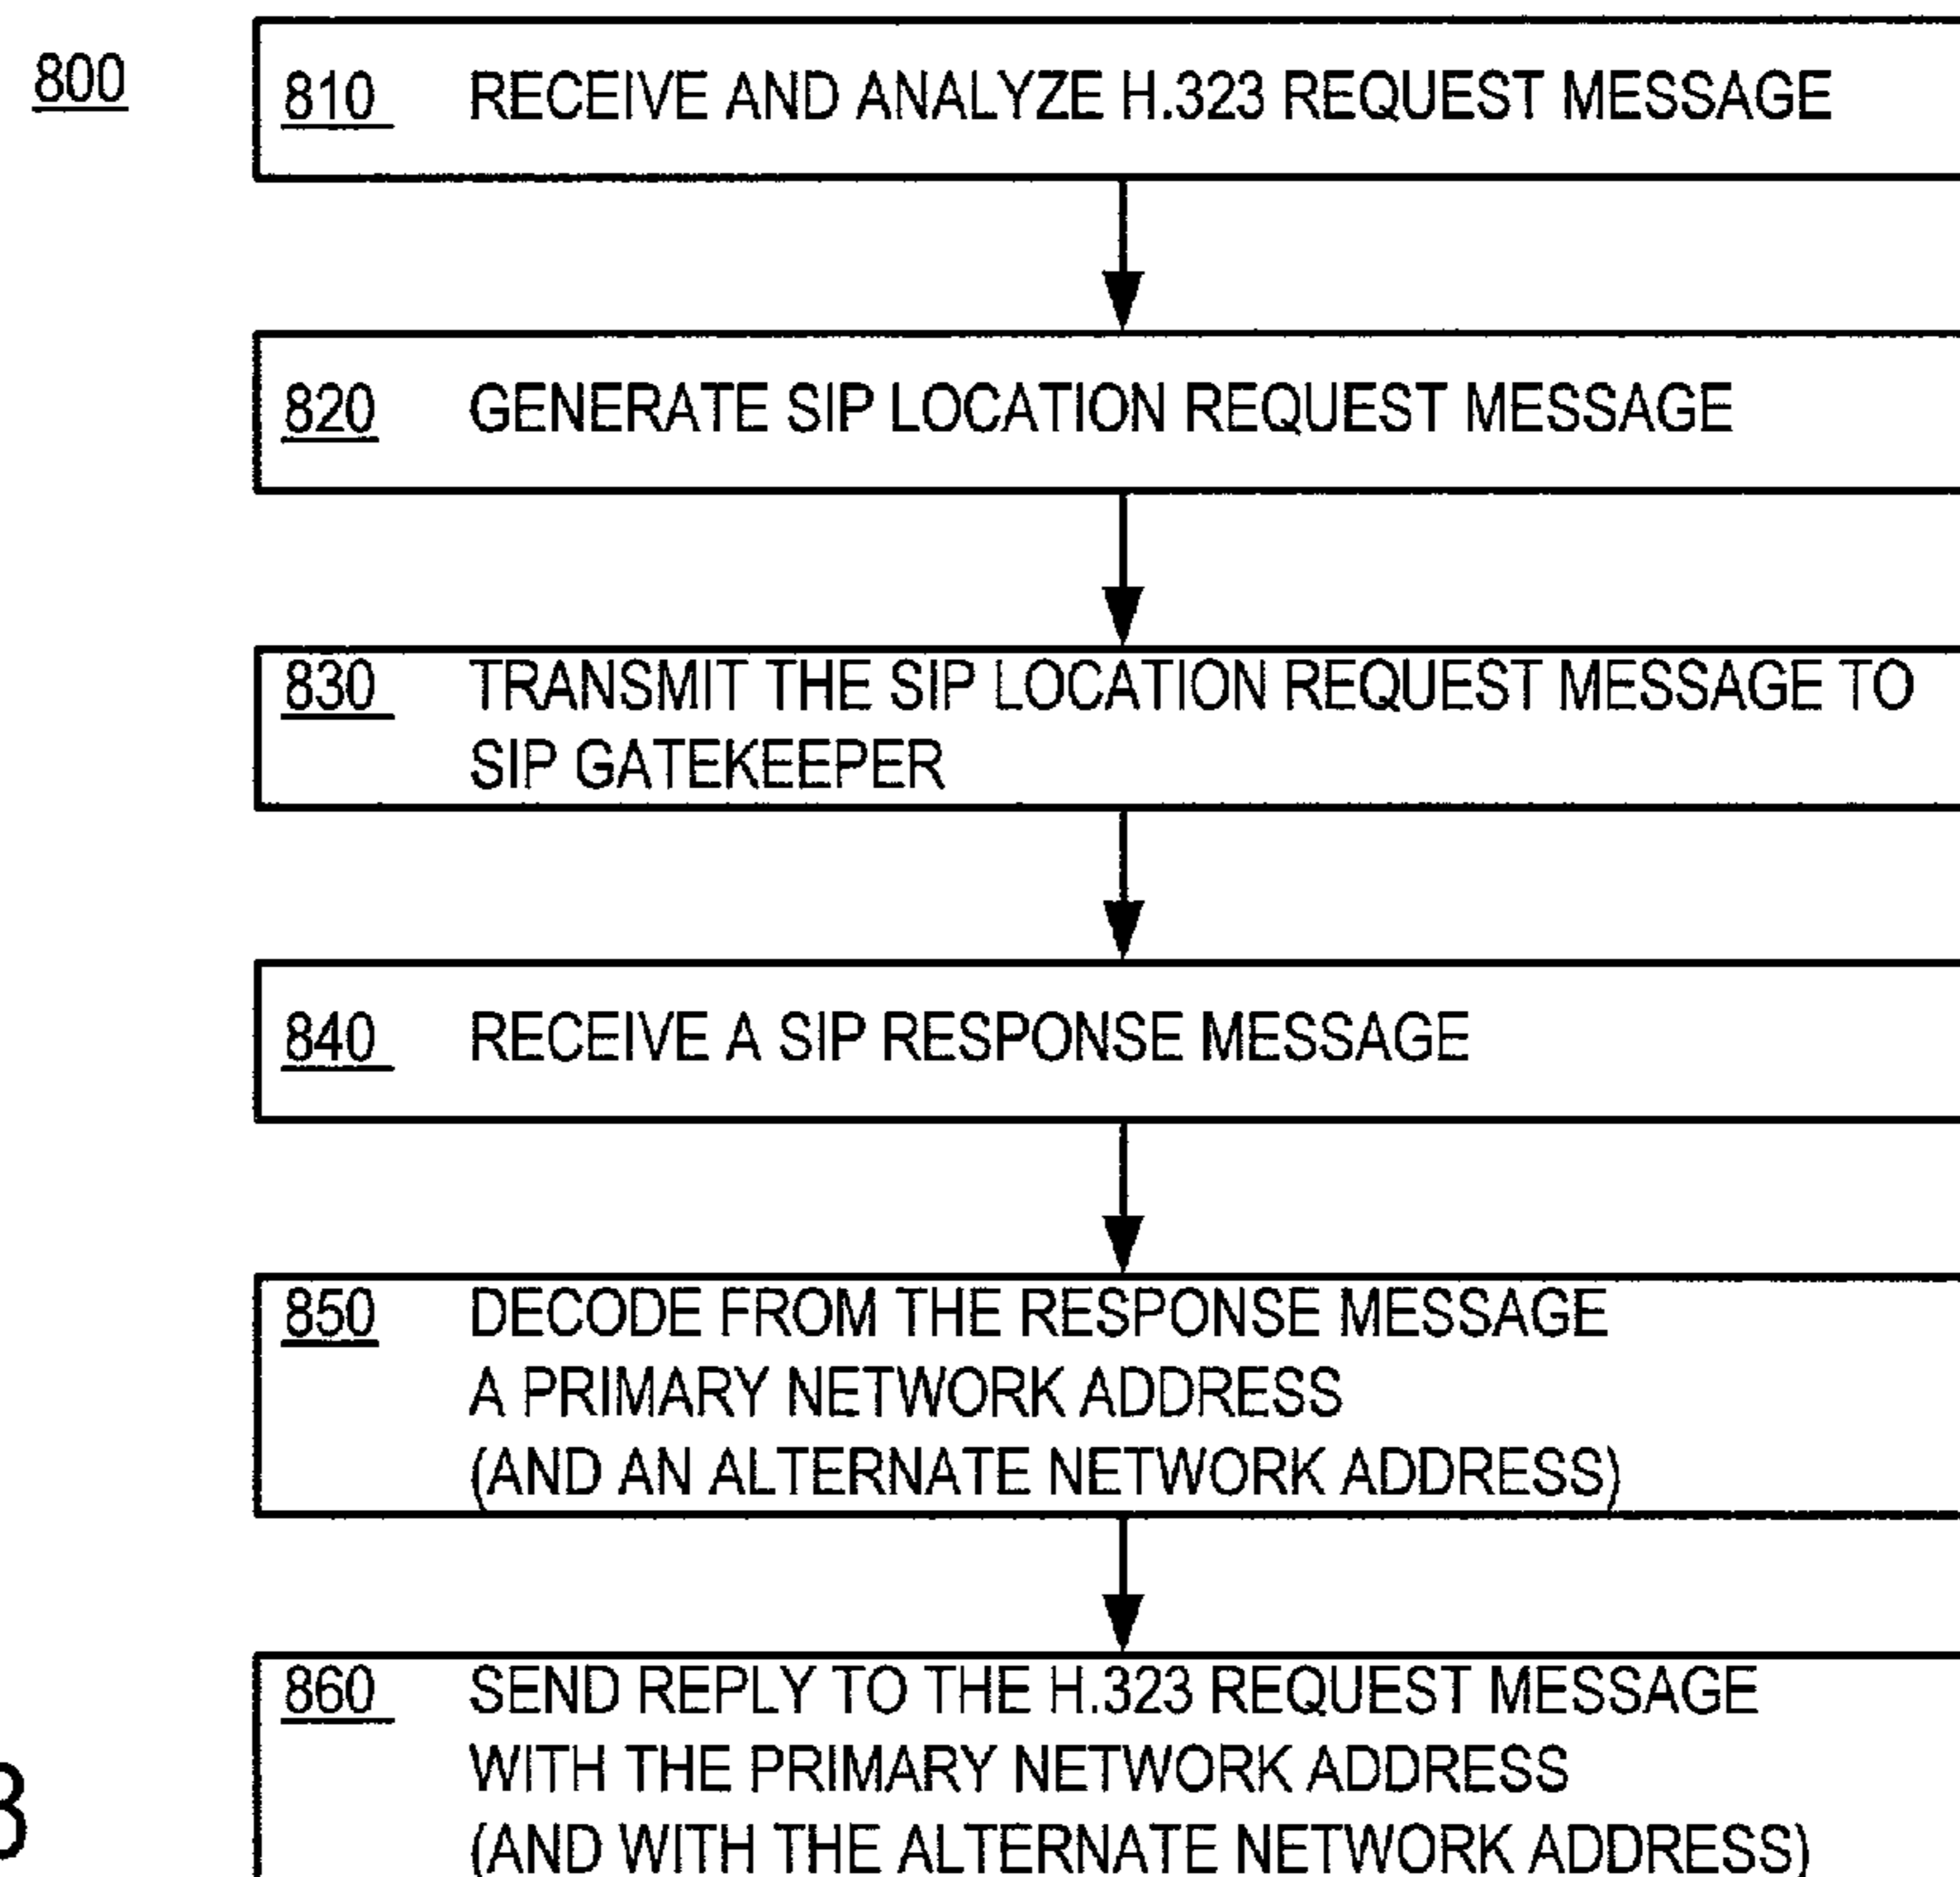 800
810 RECEIVE AND ANALYZE H.323 REQUEST MESSAGE
820 GENERATE SIP LOCATION REQUEST MESSAGE
830 TRANSMIT THE SIP LOCATION REQUEST MESSAGE TO
SIP GATEKEEPER
840 RECEIVE A SIP RESPONSE MESSAGE
850 DECODE FROM THE RESPONSE MESSAGE
A PRIMARY NETWORK ADDRESS
(AND AN ALTERNATE NETWORK ADDRESS)
860 SEND REPLY TO THE H.323 REQUEST MESSAGE
WITH THE PRIMARY NETWORK ADDRESS
(AND WITH THE ALTERNATE NETWORK ADDRESS)